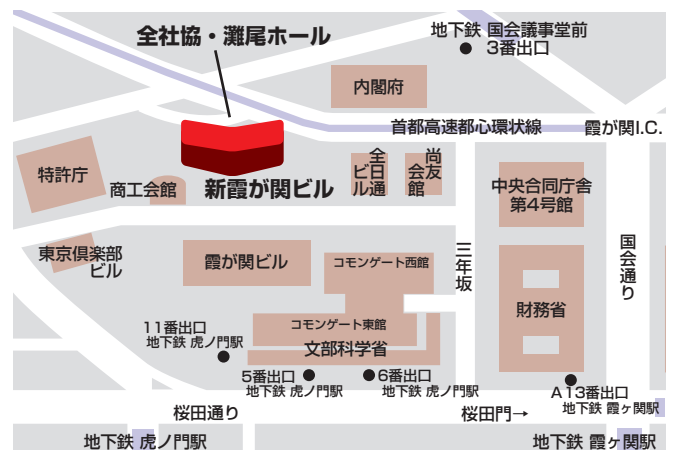 全社協・灘尾ホール
地下鉄 国会議事堂前
3番出口
内閣府
首都高速都心環状線
霞が関I.C.
特許庁
商工会館
新霞が関ビル
全日通
ビル
尚友
会館
中央合同庁舎
第4号館
東京倶楽部
ビル
霞が関ビル
コモンゲート西館
三年坂
国会通り
財務省
コモンゲート東館
文部科学省
11番出口
地下鉄 虎ノ門駅
5番出口
地下鉄 虎ノ門駅
6番出口
地下鉄 虎ノ門駅
A13番出口
地下鉄 霞ヶ関駅
桜田通り
桜田門→
地下鉄 虎ノ門駅
地下鉄 霞ヶ関駅